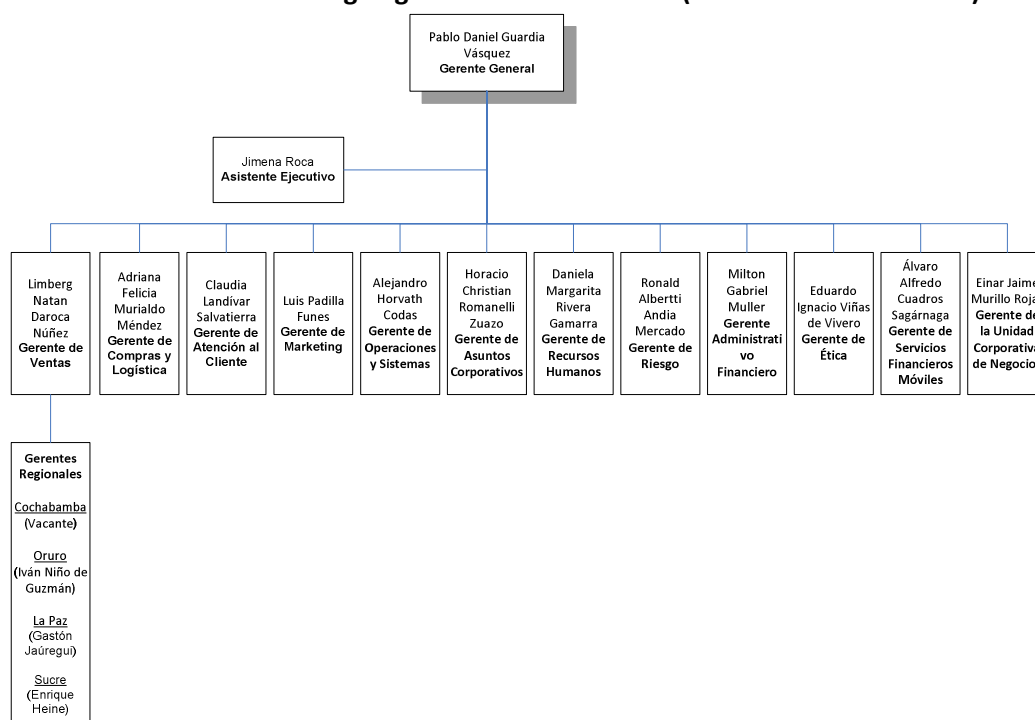 Pablo Daniel Guardia
Vásquez
Gerente General
Jimena Roca
Asistente Ejecutivo
Limberg
Natan
Daroca
Núñez
Gerente de
Ventas
Adriana
Felicia
Murialdo
Méndez
Gerente de
Compras y
Logística
Claudia
Landívar
Salvatierra
Gerente de
Atención al
Cliente
Luis Padilla
Funes
Gerente de
Marketing
Alejandro
Horvath
Codas
Gerente de
Operaciones
y Sistemas
Horacio
Christian
Romanelli
Zuazo
Gerente de
Asuntos
Corporativos
Daniela
Margarita
Rivera
Gamarra
Gerente de
Recursos
Humanos
Ronald
Albertti
Andia
Mercado
Gerente de
Riesgo
Milton
Gabriel
Muller
Gerente
Administrati
vo
Financiero
Eduardo
Ignacio Viñas
de Vivero
Gerente de
Ética
Álvaro
Alfredo
Cuadros
Sagárnaga
Gerente de
Servicios
Financieros
Móviles
Einar Jaime
Murillo Roja
Gerente de
la Unidad
Corporativa
de Negocio
Gerentes
Regionales
Cochabamba
(Vacante)
Oruro
(Iván Niño de
Guzmán)
La Paz
(Gastón
Jaúregui)
Sucre
(Enrique
Heine)